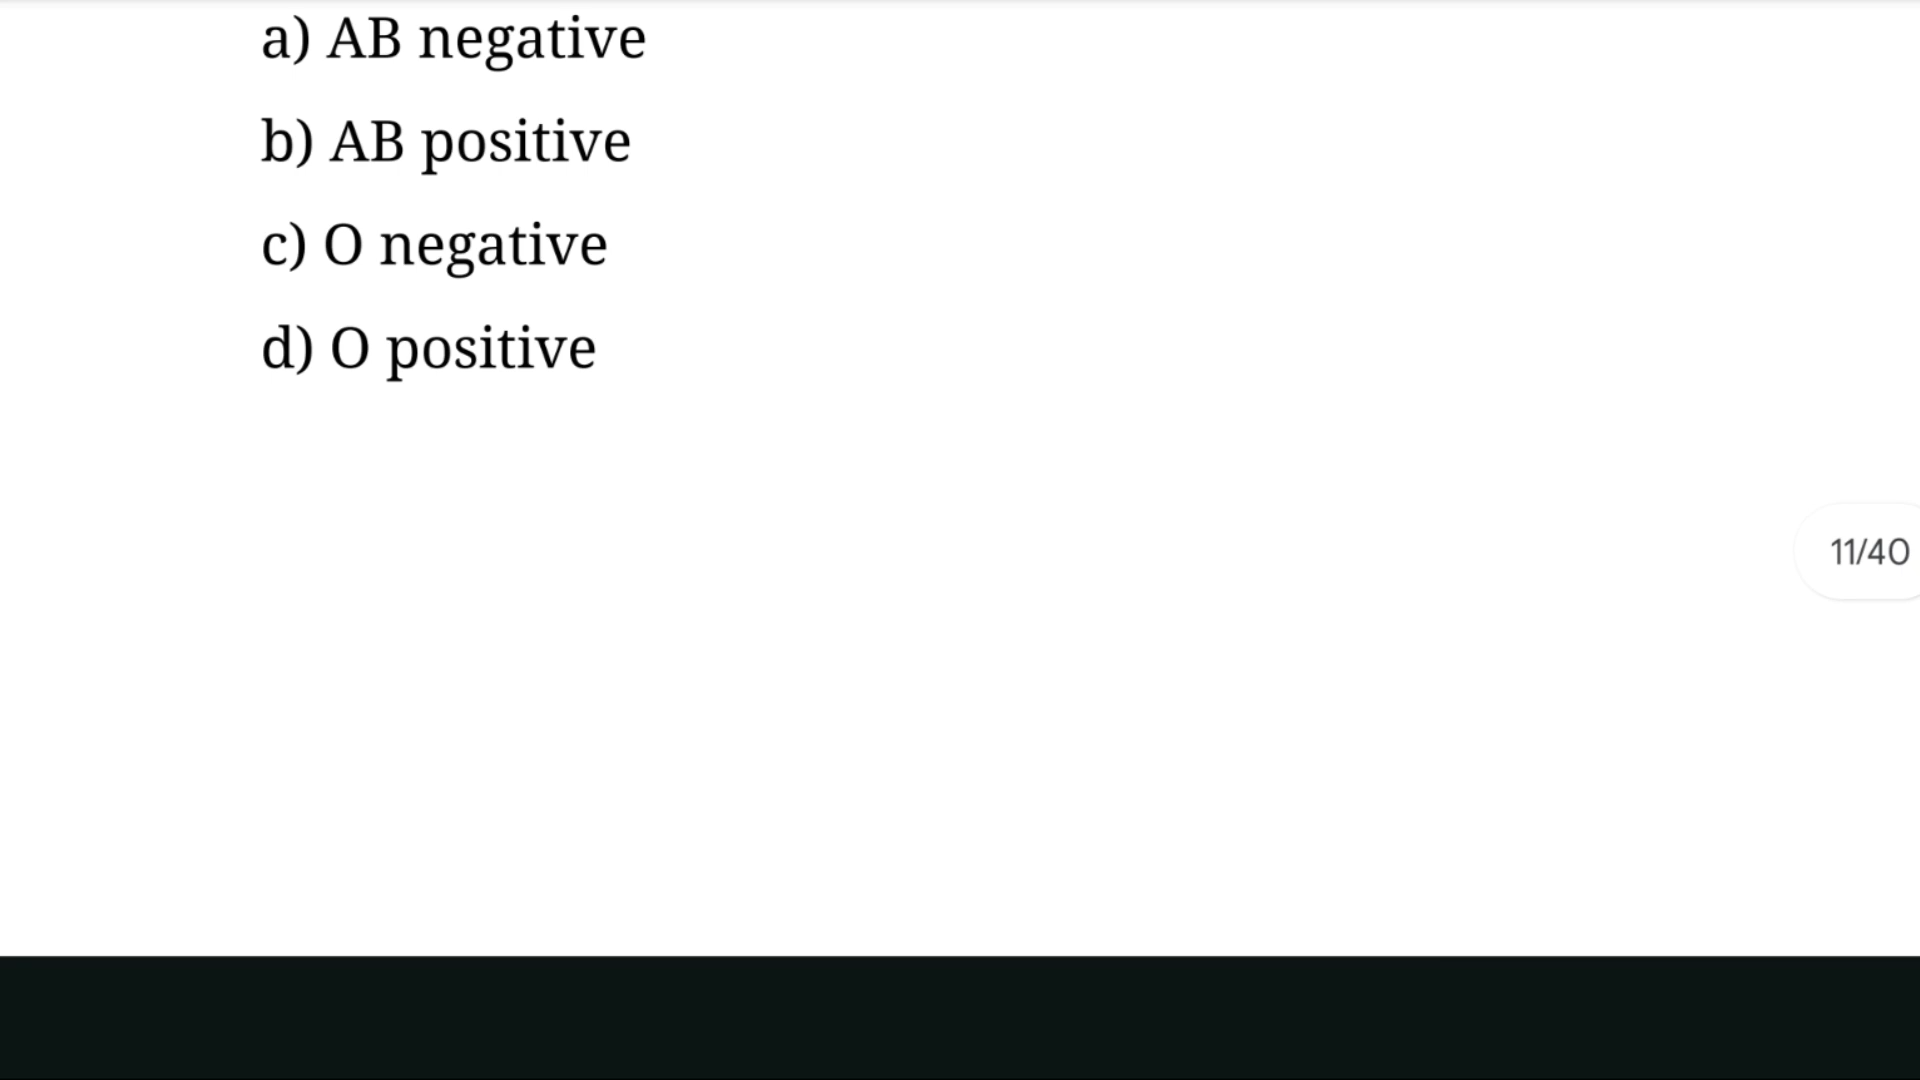 a) AB negative
b) AB positive
c) O negative
d) O positive
11/40